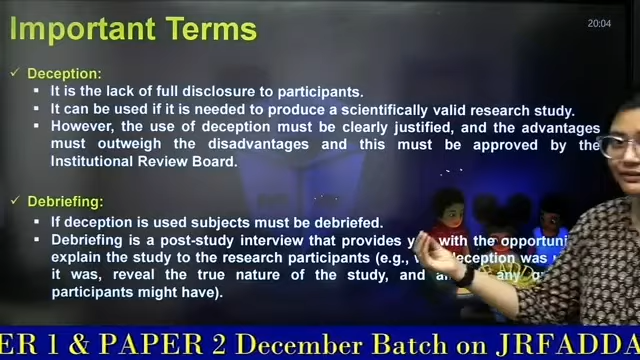 Important Terms
20:04
✓ Deception:
▪ It is the lack of full disclosure to participants.
▪ It can be used if it is needed to produce a scientifically valid research study.
▪ However, the use of deception must be clearly justified, and the advantages
must outweigh the disadvantages and this must be approved by the
Institutional Review Board.
✓ Debriefing:
▪ If deception is used subjects must be debriefed.
▪ Debriefing is a post-study interview that provides with the
explain the study to the research participants (e.g., deception was
it was, reveal the true nature of the study, and
participants might have).
ER 1 & PAPER 2 December Batch on JRFADDA